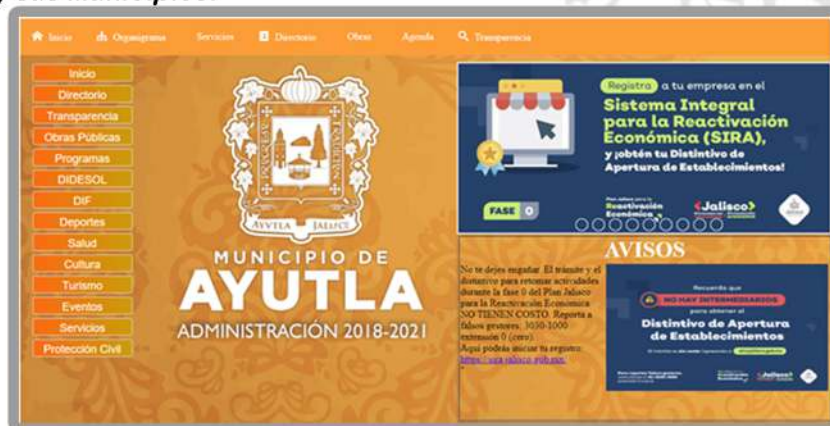 Inicio
Organigrama
Servicios
Directorio
Obras
Agenda
Transparencia
Inicio
Directorio
Transparencia
Obras Públicas
Programas
DIDESOL
DIF
Deportes
Salud
Cultura
Turismo
Eventos
Servicios
Protección Civil
AYUTLA JALISCO
MUNICIPIO DE
AYUTLA
ADMINISTRACIÓN 2018-2021
Registra a tu empresa en el
Sistema Integral
para la Reactivación
Económica (SIRA),
y ¡obtén tu Distintivo de
Apertura de Establecimientos!
FASE 0
Plan Jalisco para la
Reactivación
Económica
Jalisco
AVISOS
No te dejes engañar. El trámite y el
distintivo para retomar actividades
durante la fase 0 del Plan Jalisco
para la Reactivación Económica
NO TIENEN COSTO. Reporta a
falsos gestores: 3030-1000
extensión 0 (cero).
Aquí podrás iniciar tu registro:
Recuerda que
NO HAY INTERMEDIARIOS
para obtener el
Distintivo de Apertura
de Establecimientos
Jalisco